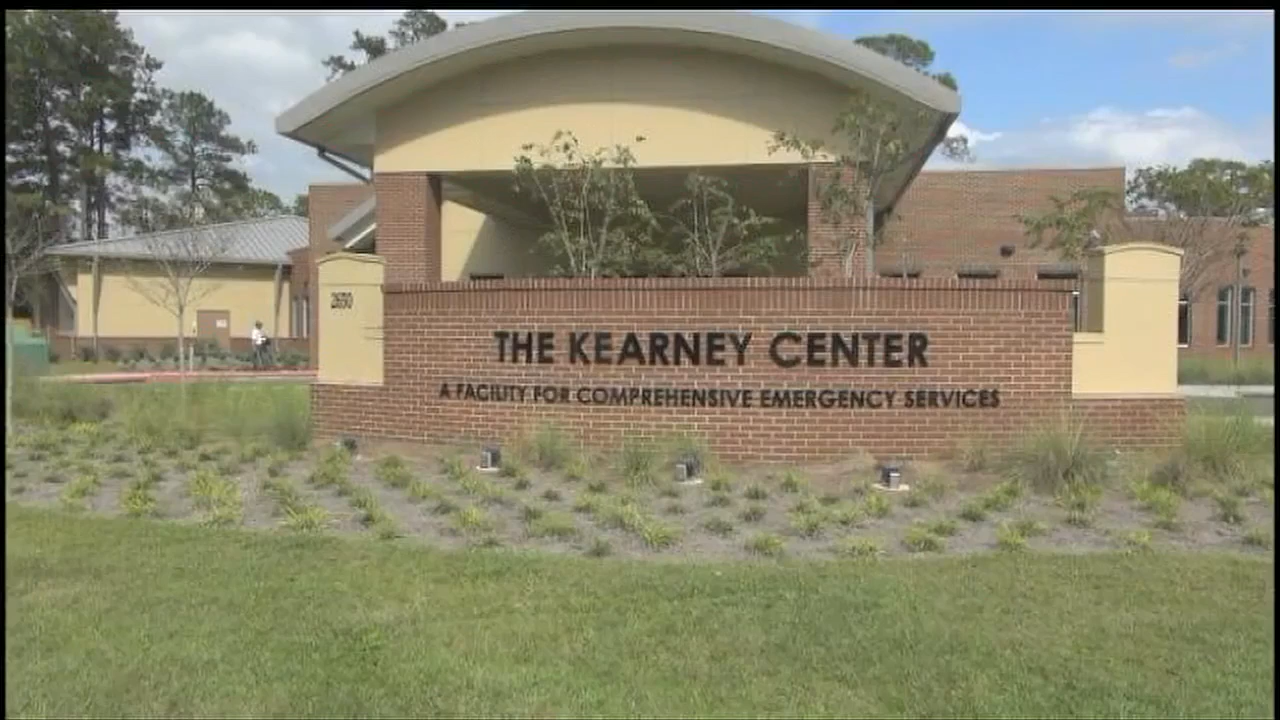 2650
THE KEARNEY CENTER
A FACILITY FOR COMPREHENSIVE EMERGENCY SERVICES